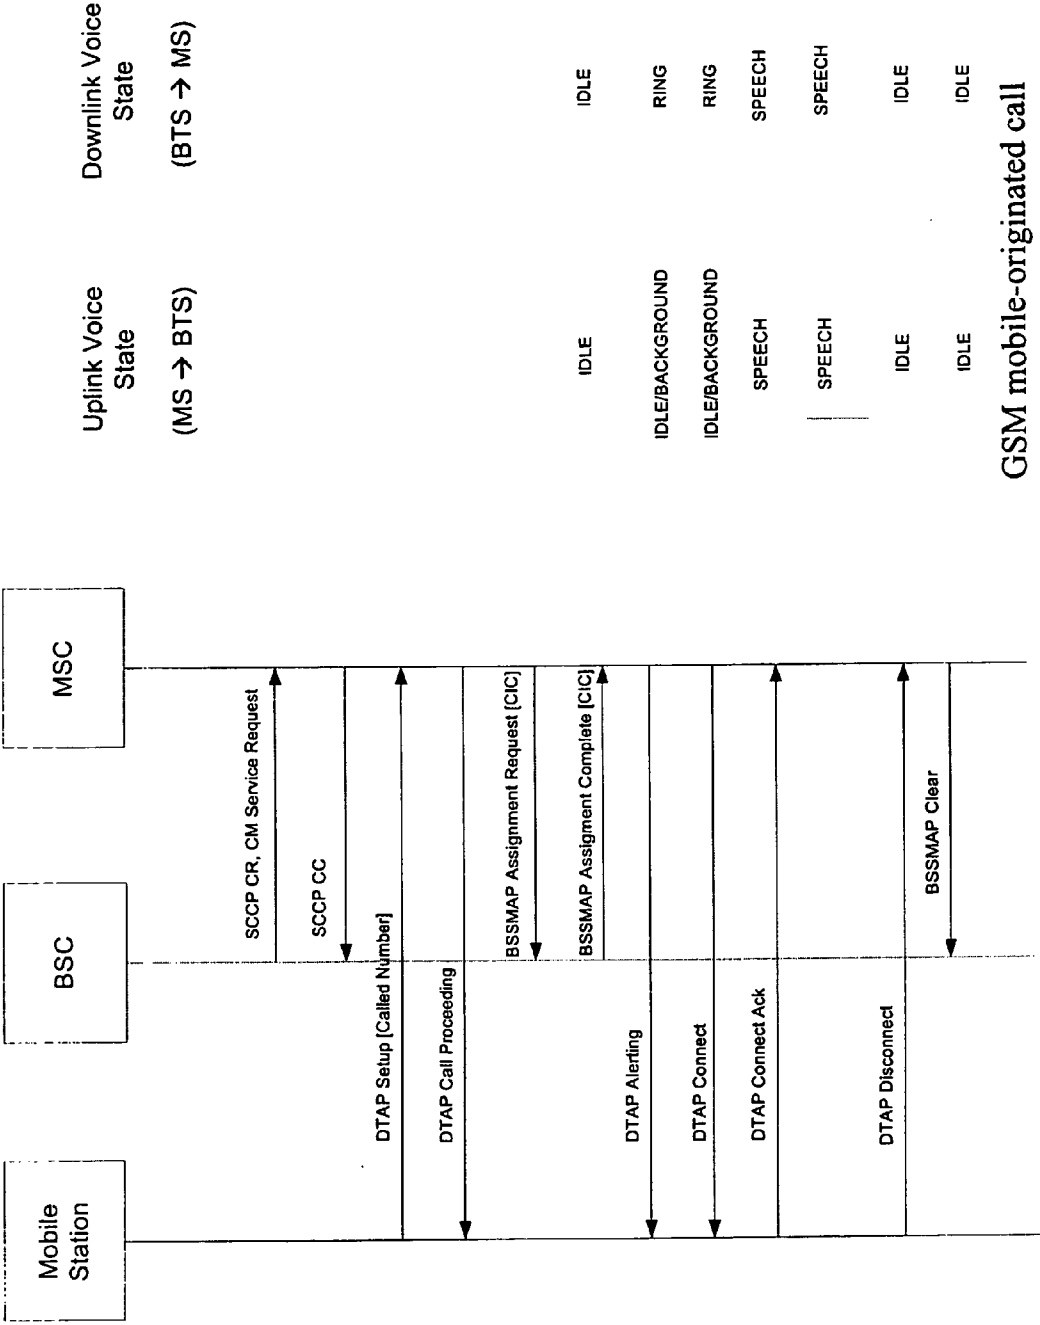 Mobile
Station
BSC
MSC
Uplink Voice
State
(MS → BTS)
Downlink Voice
State
(BTS → MS)
SCCP CR, CM Service Request
SCCP CC
DTAP Setup [Called Number]
DTAP Call Proceeding
BSSMAP Assignment Request [CIC]
BSSMAP Assigment Complete [CIC]
IDLE
IDLE
DTAP Alerting
IDLE/BACKGROUND
RING
DTAP Connect
IDLE/BACKGROUND
RING
DTAP Connect Ack
SPEECH
SPEECH
SPEECH
SPEECH
DTAP Disconnect
IDLE
IDLE
BSSMAP Clear
IDLE
IDLE
GSM mobile-originated call